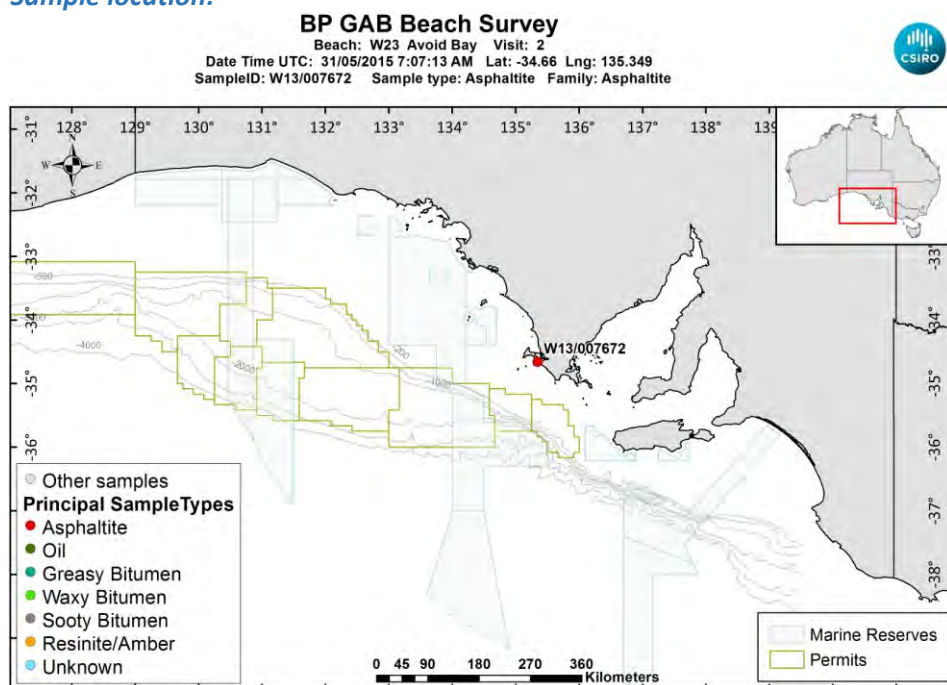 Sample location:
BP GAB Beach Survey
Beach: W23 Avoid Bay Visit: 2
Date Time UTC: 31/05/2015 7:07:13 AM Lat: -34.66 Lng: 135.349
SampleID: W13/007672 Sample type: Asphaltite Family: Asphaltite
CSIRO
128° 129° 130° 131° 132° 133° 134° 135° 136° 137° 138° 139
-31°
-32°
-33°
-34°
-35°
-36°
-37°
-38°
N
W E
S
-4000
-2000
-200
-1000
W13/007672
-33°
-34°
-35°
-36°
-37°
-38°
Other samples
Principal SampleTypes
Asphaltite
Oil
Greasy Bitumen
Waxy Bitumen
Sooty Bitumen
Resinite/Amber
Unknown
0 45 90 180 270 360
Kilometers
Marine Reserves
Permits